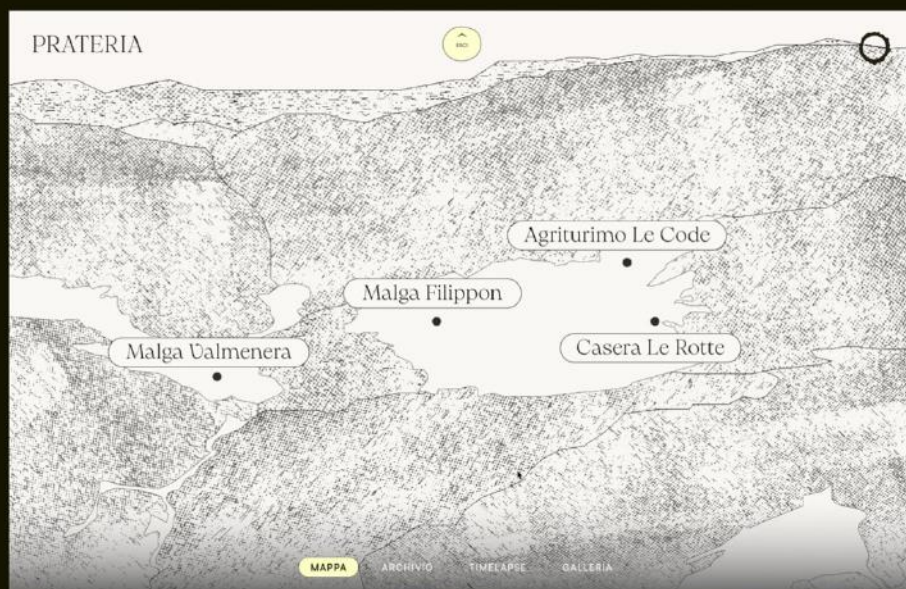 PRATERIA
Agriturimo Le Code
Malga Filippon
Malga Valmenera
Casera Le Rotte
MAPPA
ARCHIVIO
TIMELAPSE
GALLERIA